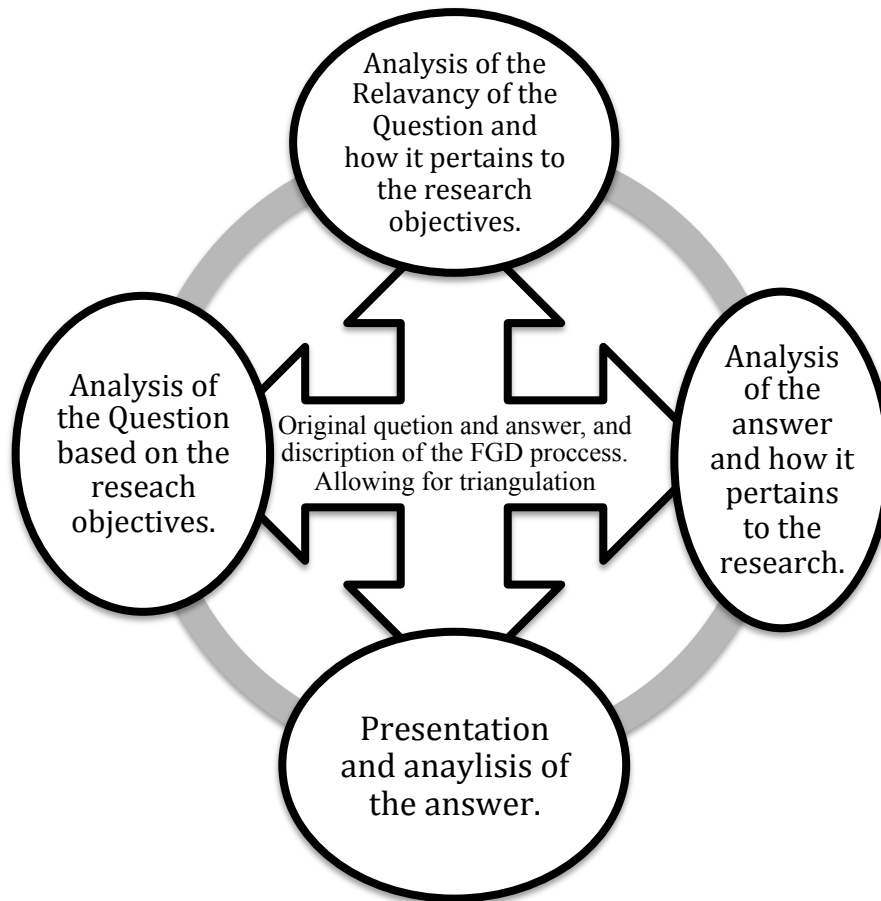 Analysis of the
Relavancy of the
Question and
how it pertains to
the research
objectives.
Analysis of
the Question
based on the
reseach
objectives.
Original quetion and answer, and
discription of the FGD proccess.
Allowing for triangulation
Analysis
of the
answer
and how it
pertains
to the
research.
Presentation
and anaylisis of
the answer.